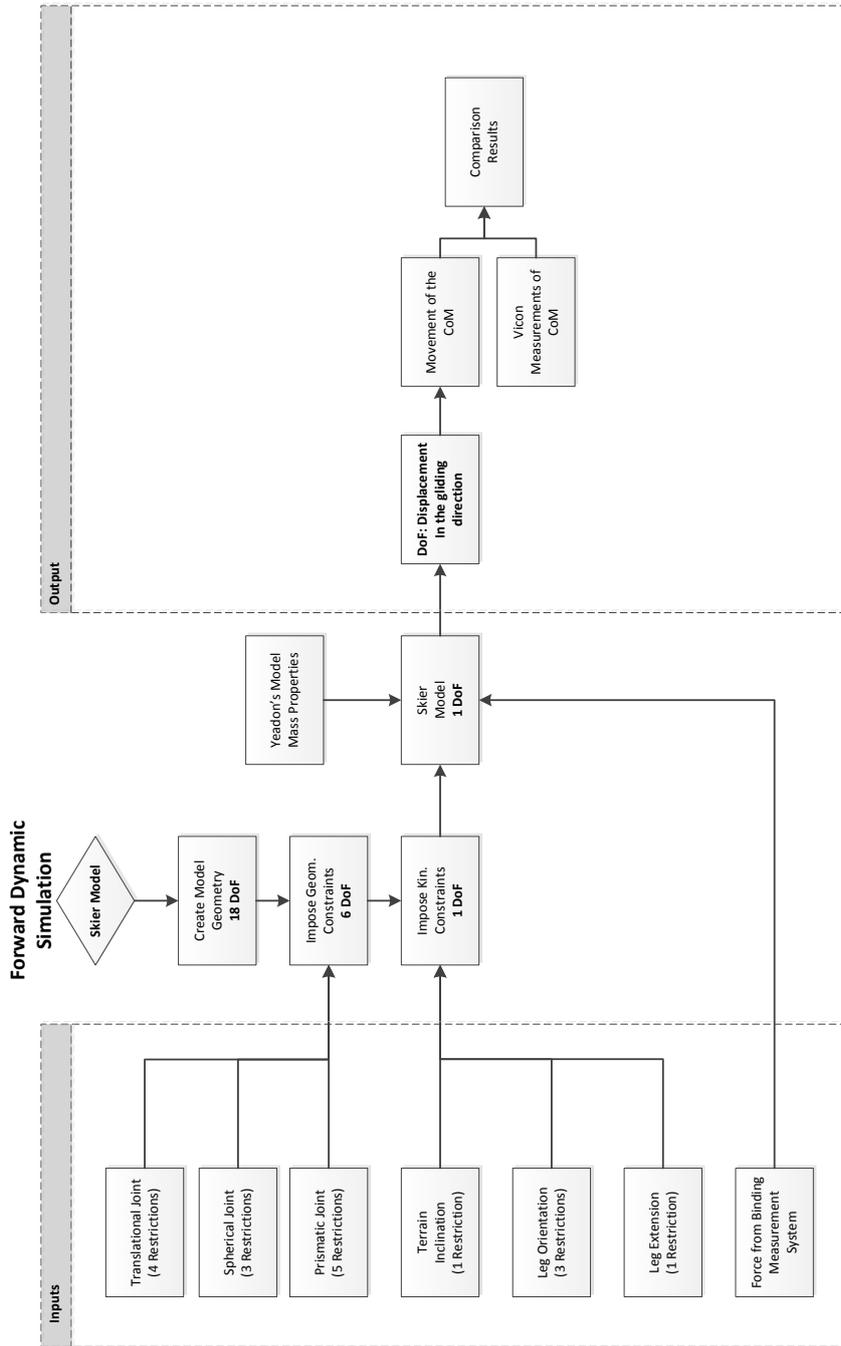 Forward Dynamic
Simulation
Inputs
Output
Skier Model
Create Model
Geometry
18 DoF
Impose Geom.
Constraints
6 DoF
Impose Kin.
Constraints
1 DoF
Translational Joint
(4 Restrictions)
Spherical Joint
(3 Restrictions)
Prismatic Joint
(5 Restrictions)
Terrain
Inclination
(1 Restriction)
Leg Orientation
(3 Restrictions)
Leg Extension
(1 Restriction)
Force from Binding
Measurement
System
Yeadon's Model
Mass Properties
Skier
Model
1 DoF
DoF: Displacement
In the gliding
direction
Movement of the
CoM
Vicon
Measurements of
CoM
Comparison
Results